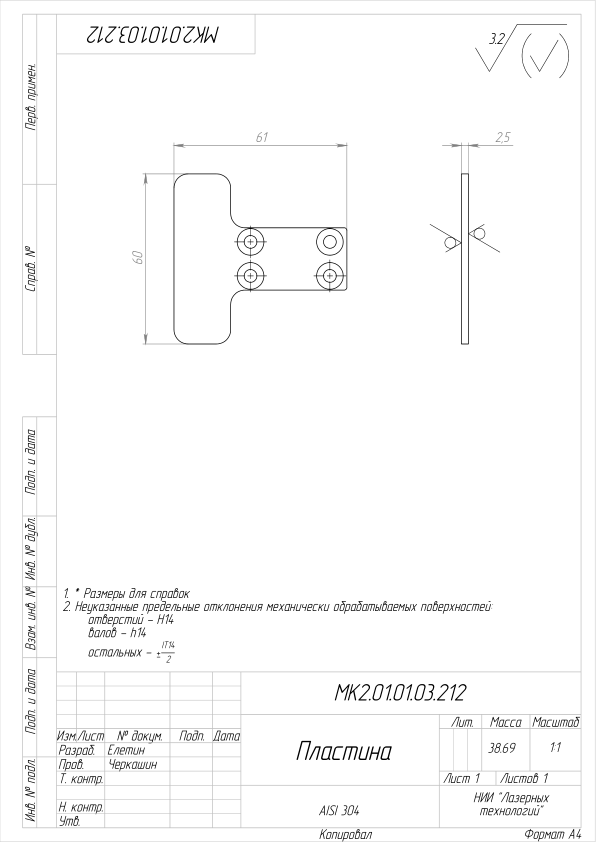 МК2.01.01.03.212
3.2
Перв. примен.
Справ. №
61
2,5
60
Подп. и дата
Инв. № дубл.
Взам. инв. №
Подп. и дата
Инв. № подл.
1. * Размеры для справок
2. Неуказанные предельные отклонения механически обрабатываемых поверхностей:
отверстий – H14
валов – h14
остальных – ± IT14/2
МК2.01.01.03.212
Изм. Лист № докум. Подп. Дата
Разраб. Елетин
Пров. Черкашин
Т. контр.
Н. контр.
Утв.
Пластина
Лит. Масса Масштаб
38.69 1:1
Лист 1 Листов 1
AISI 304
НИИ "Лазерных
технологий"
Копировал Формат А4